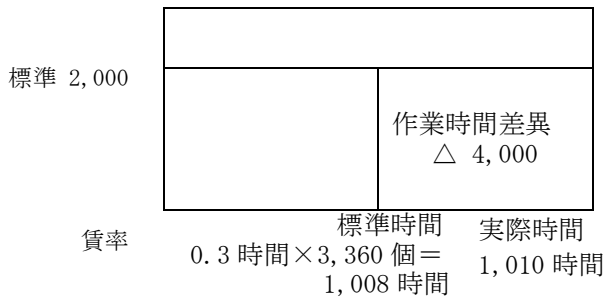 標準 2,000
作業時間差異
△ 4,000
賃率
標準時間
0.3 時間×3,360 個＝
1,008 時間
実際時間
1,010 時間